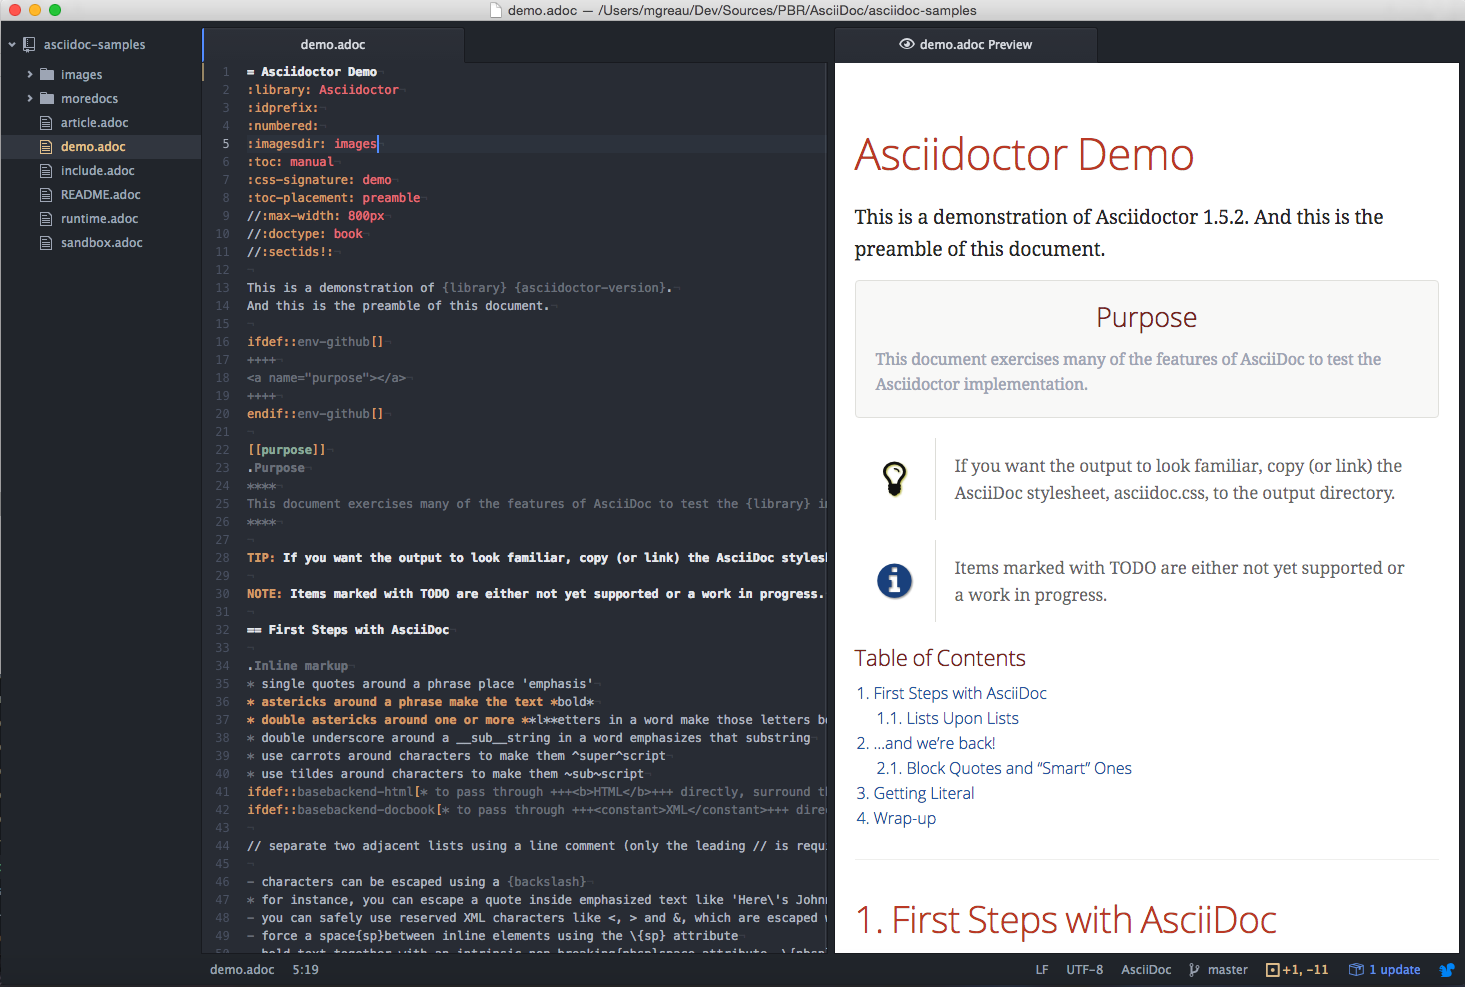 demo.adoc — /Users/mgreau/Dev/Sources/PBR/AsciiDoc/asciidoc-samples
asciidoc-samples
images
moredocs
article.adoc
demo.adoc
include.adoc
README.adoc
runtime.adoc
sandbox.adoc
demo.adoc
1 = Asciidoctor Demo
2 :library: Asciidoctor
3 :idprefix:
4 :numbered:
5 :imagesdir: images
6 :toc: manual
7 :css-signature: demo
8 :toc-placement: preamble
9 //:max-width: 800px
10 //:doctype: book
11 //:sectids!:
12
13 This is a demonstration of {library} {asciidoctor-version}.
14 And this is the preamble of this document.
15
16 ifdef::env-github[]
17 ++++
18 <a name="purpose"></a>
19 ++++
20 endif::env-github[]
21
22 [[purpose]]
23 .Purpose
24 ****
25 This document exercises many of the features of AsciiDoc to test the {library} i
26 ****
27
28 TIP: If you want the output to look familiar, copy (or link) the AsciiDoc styles
29
30 NOTE: Items marked with TODO are either not yet supported or a work in progress.
31
32 == First Steps with AsciiDoc
33
34 .Inline markup
35 * single quotes around a phrase place 'emphasis'
36 * astericks around a phrase make the text *bold*
37 * double astericks around one or more **l**etters in a word make those letters b
38 * double underscore around a __sub__string in a word emphasizes that substring
39 * use carrots around characters to make them ^super^script
40 * use tildes around characters to make them ~sub~script
41 ifdef::basebackend-html[* to pass through +++<b>HTML</b>+++ directly, surround t
42 ifdef::basebackend-docbook[* to pass through +++<constant>XML</constant>+++ dire
43
44 // separate two adjacent lists using a line comment (only the leading // is requi
45
46 - characters can be escaped using a {backslash}
47 * for instance, you can escape a quote inside emphasized text like 'Here\'s John
48 - you can safely use reserved XML characters like <, > and &, which are escaped
49 - force a space{sp}between inline elements using the \{sp} attribute
demo.adoc Preview
Asciidoctor Demo
This is a demonstration of Asciidoctor 1.5.2. And this is the
preamble of this document.
Purpose
This document exercises many of the features of AsciiDoc to test the
Asciidoctor implementation.
If you want the output to look familiar, copy (or link) the
AsciiDoc stylesheet, asciidoc.css, to the output directory.
Items marked with TODO are either not yet supported or
a work in progress.
Table of Contents
1. First Steps with AsciiDoc
1.1. Lists Upon Lists
2. …and we’re back!
2.1. Block Quotes and “Smart” Ones
3. Getting Literal
4. Wrap-up
1. First Steps with AsciiDoc
demo.adoc 5:19
LF UTF-8 AsciiDoc master +1, -11 1 update